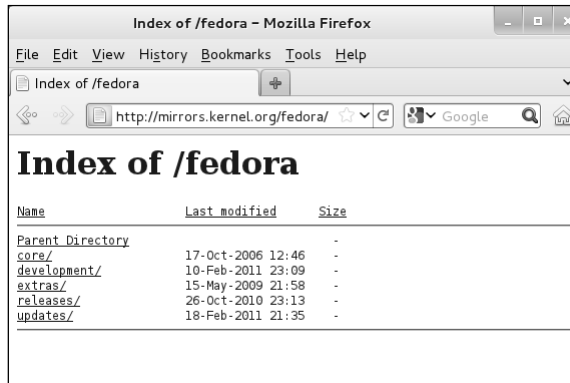 Index of /fedora – Mozilla Firefox
File Edit View History Bookmarks Tools Help
Index of /fedora
http://mirrors.kernel.org/fedora/ Google
Index of /fedora
Name Last modified Size
Parent Directory -
core/ 17-Oct-2006 12:46 -
development/ 10-Feb-2011 23:09 -
extras/ 15-May-2009 21:58 -
releases/ 26-Oct-2010 23:13 -
updates/ 18-Feb-2011 21:35 -